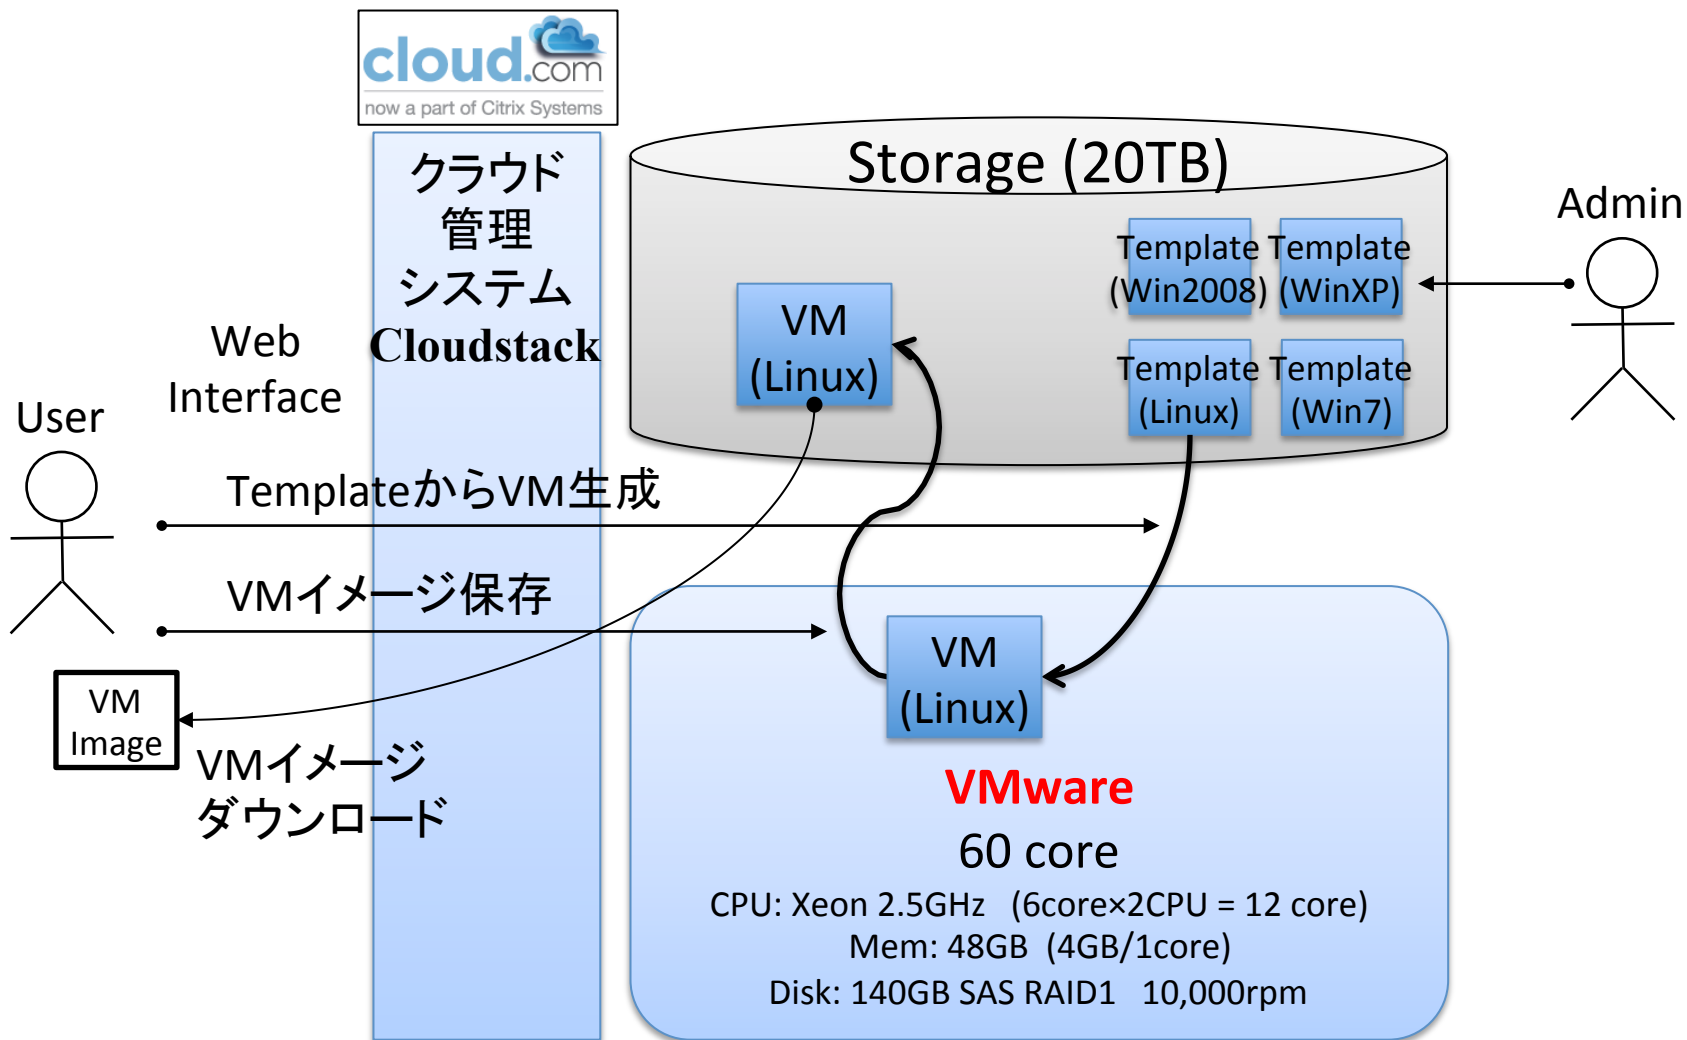 cloud.com
now a part of Citrix Systems
クラウド
管理
システム
Cloudstack
Storage (20TB)
Template
(Win2008)
Template
(WinXP)
Template
(Linux)
Template
(Win7)
VM
(Linux)
Admin
Web
Interface
User
TemplateからVM生成
VMイメージ保存
VM
Image
VMイメージ
ダウンロード
VM
(Linux)
VMware
60 core
CPU: Xeon 2.5GHz (6core×2CPU = 12 core)
Mem: 48GB (4GB/1core)
Disk: 140GB SAS RAID1 10,000rpm